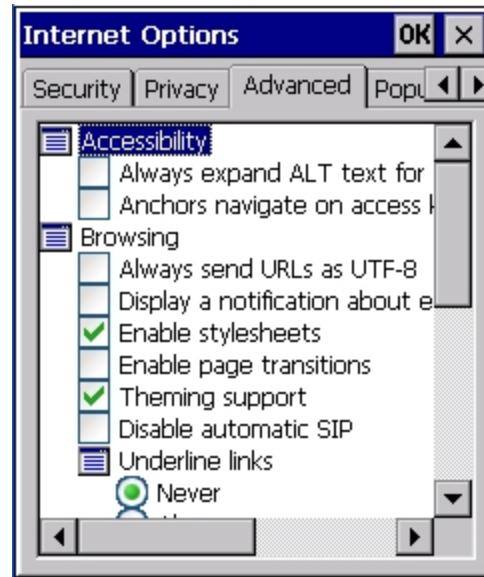 Internet Options OK
Security Privacy Advanced
Accessibility
Always expand ALT text for
Anchors navigate on access
Browsing
Always send URLs as UTF-8
Display a notification about e
Enable stylesheets
Enable page transitions
Theming support
Disable automatic SIP
Underline links
Never